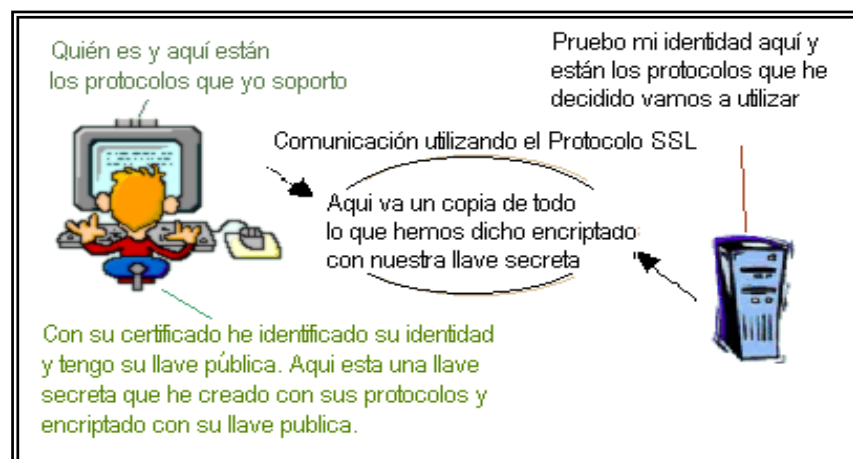 Quién es y aquí están
los protocolos que yo soporto
Pruebo mi identidad aquí y
están los protocolos que he
decidido vamos a utilizar
Comunicación utilizando el Protocolo SSL
Aqui va un copia de todo
lo que hemos dicho encriptado
con nuestra llave secreta
Con su certificado he identificado su identidad
y tengo su llave pública. Aqui esta una llave
secreta que he creado con sus protocolos y
encriptado con su llave publica.